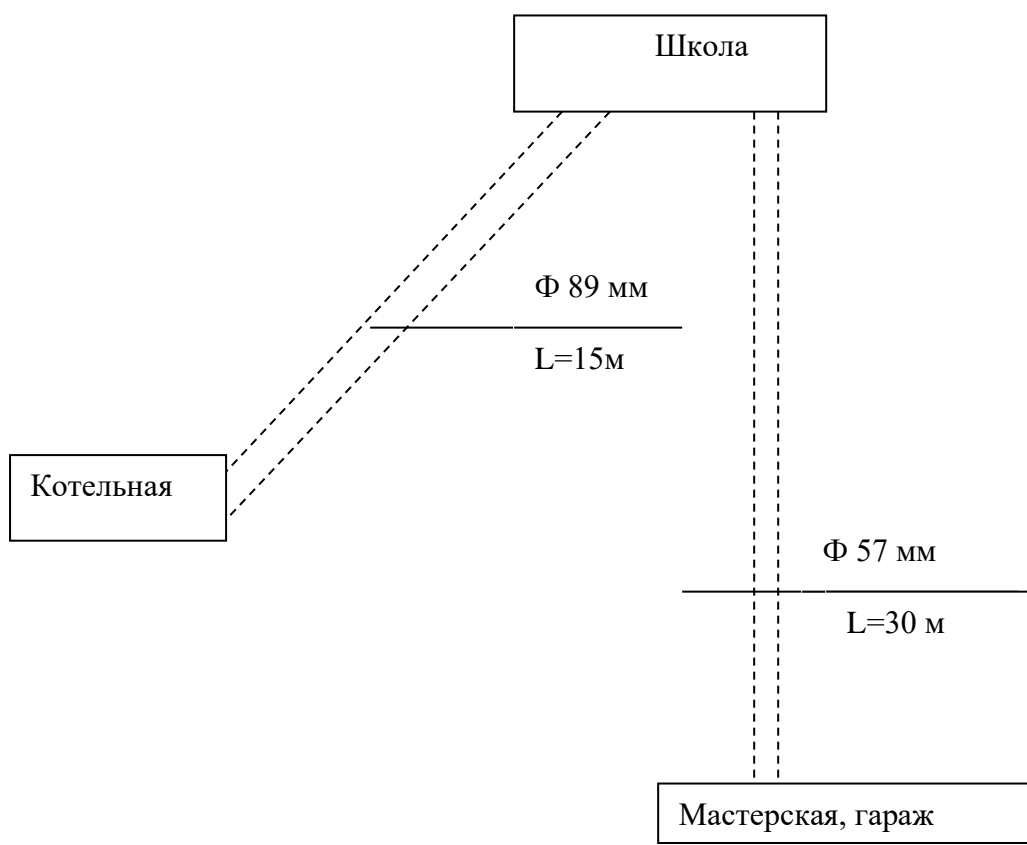 Школа
Ф 89 мм
L=15м
Котельная
Ф 57 мм
L=30 м
Мастерская, гараж